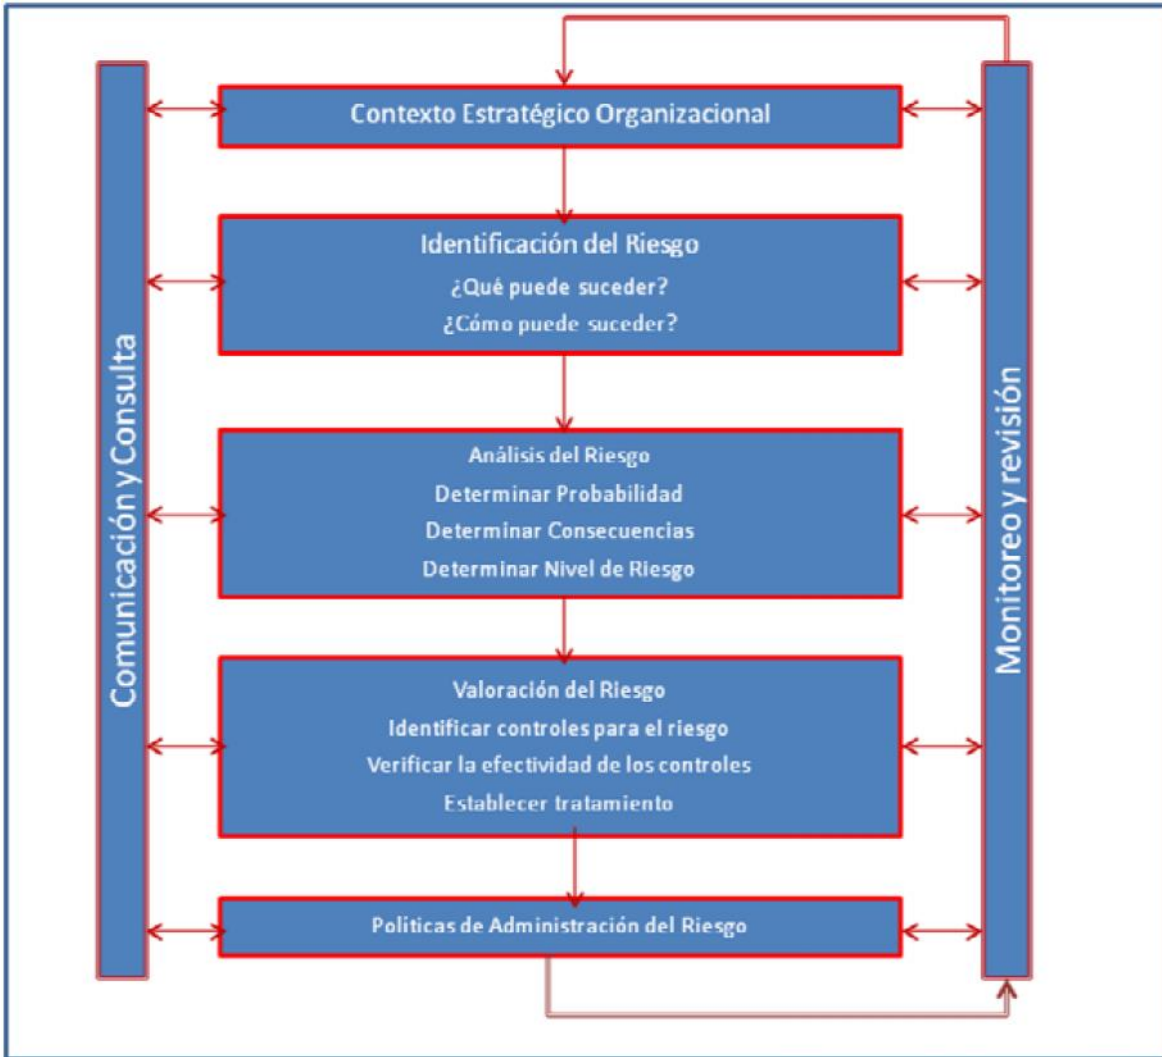 Comunicación y Consulta
Contexto Estratégico Organizacional
Identificación del Riesgo
¿Qué puede suceder?
¿Cómo puede suceder?
Análisis del Riesgo
Determinar Probabilidad
Determinar Consecuencias
Determinar Nivel de Riesgo
Valoración del Riesgo
Identificar controles para el riesgo
Verificar la efectividad de los controles
Establecer tratamiento
Políticas de Administración del Riesgo
Monitoreo y revisión